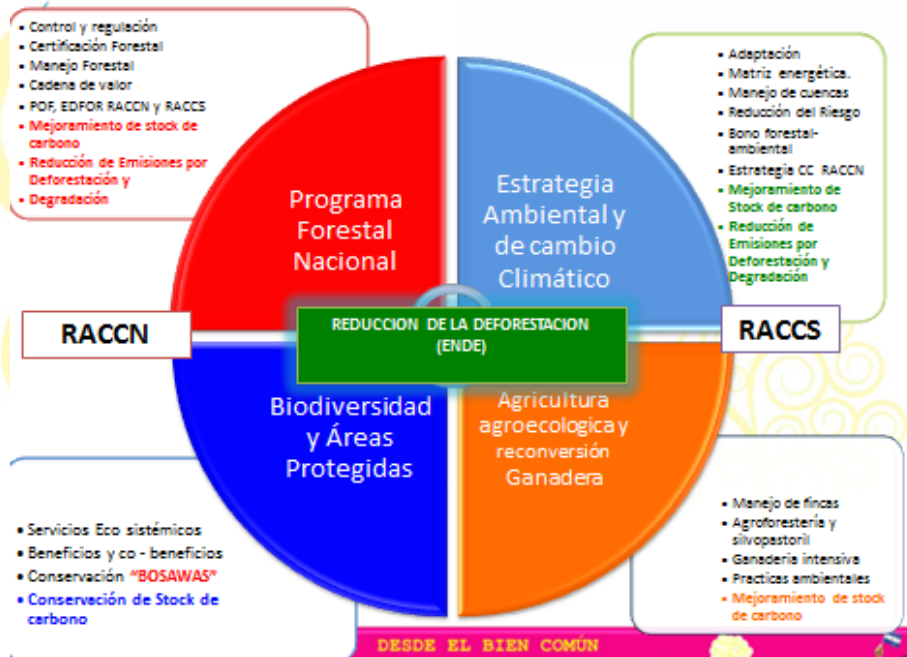 • Control y regulación
• Certificación Forestal
• Manejo Forestal
• Cadena de valor
• POF, EDFOR RACCN y RACCS
• Mejoramiento de stock de
carbono
• Reducción de Emisiones por
Deforestación y
• Degradación
• Adaptación
• Matriz energética.
• Manejo de cuencas
• Reducción del Riesgo
• Bono forestal-
ambiental
• Estrategia CC RACCN
• Mejoramiento de
Stock de carbono
• Reducción de
Emisiones por
Deforestación y
Degradación
Programa
Forestal
Nacional
Estrategia
Ambiental y
de cambio
Climático
RACCN
REDUCCION DE LA DEFORESTACION
(ENDE)
RACCS
Biodiversidad
y Áreas
Protegidas
Agricultura
agroecologica y
reconversión
Ganadera
• Servicios Eco sistémicos
• Beneficios y co - beneficios
• Conservación "BOSAWAS"
• Conservación de Stock de
carbono
• Manejo de fincas
• Agroforestería y
silvopastoril
• Ganaderia intensiva
• Practicas ambientales
• Mejoramiento de stock
de carbono
DESDE EL BIEN COMÚN